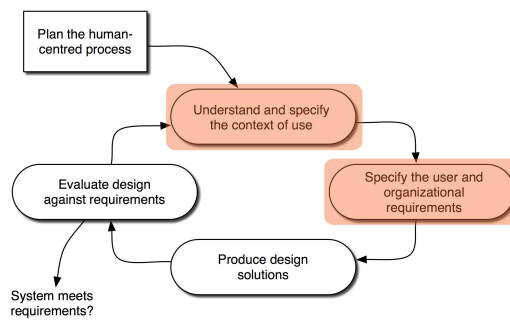 Plan the human-
centred process
Understand and specify
the context of use
Specify the user and
organizational
requirements
Produce design
solutions
Evaluate design
against requirements
System meets
requirements?